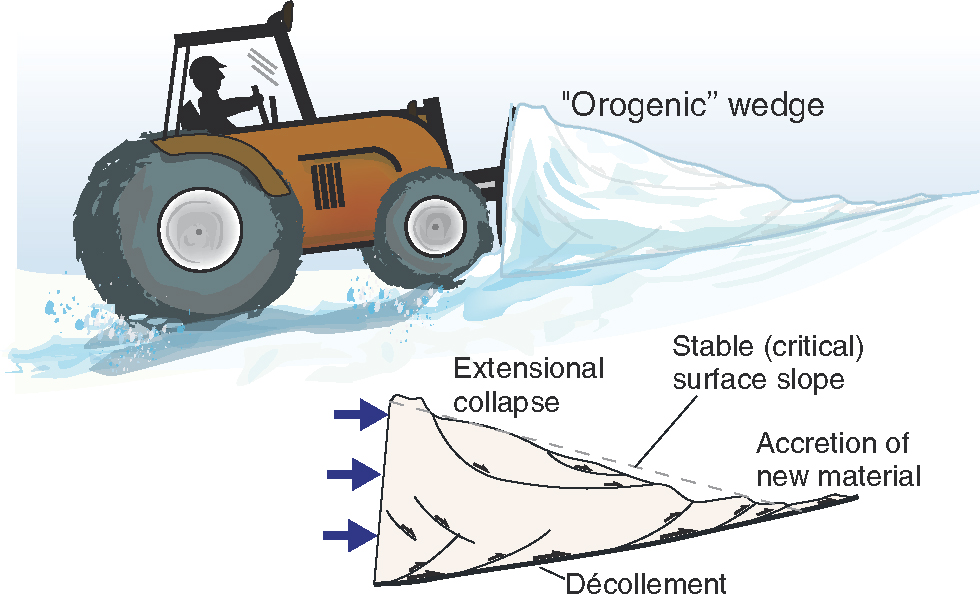 "Orogenic” wedge
Extensional
collapse
Stable (critical)
surface slope
Accretion of
new material
Décollement